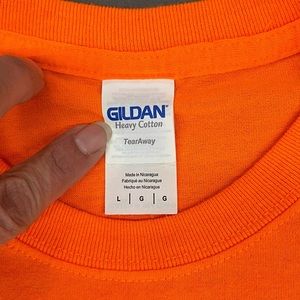 GILDAN
Heavy Cotton
TearAway
Made in Nicaragua
Fabriqué au Nicaragua
Hecho en Nicaragua
L | G | G